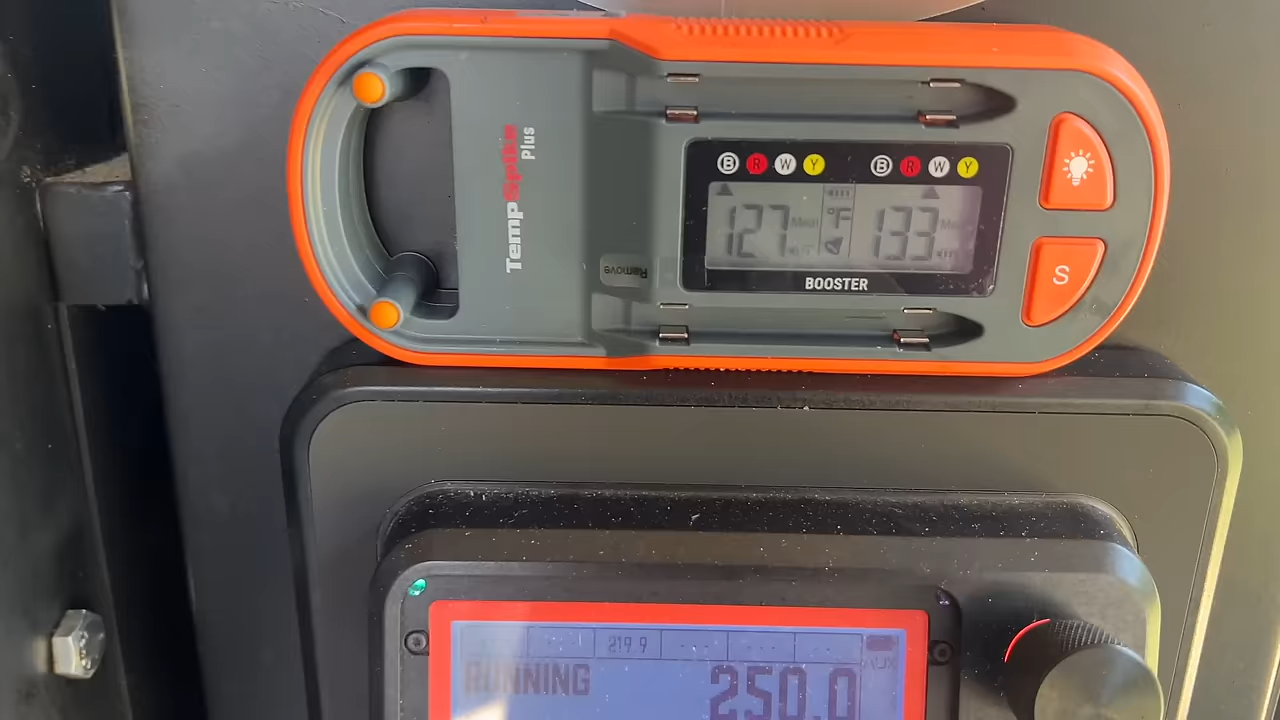 TempSpike
Plus
Remove
B R W Y B R W Y
127 °F 133
BOOSTER
S
219.9
RUNNING 250.0